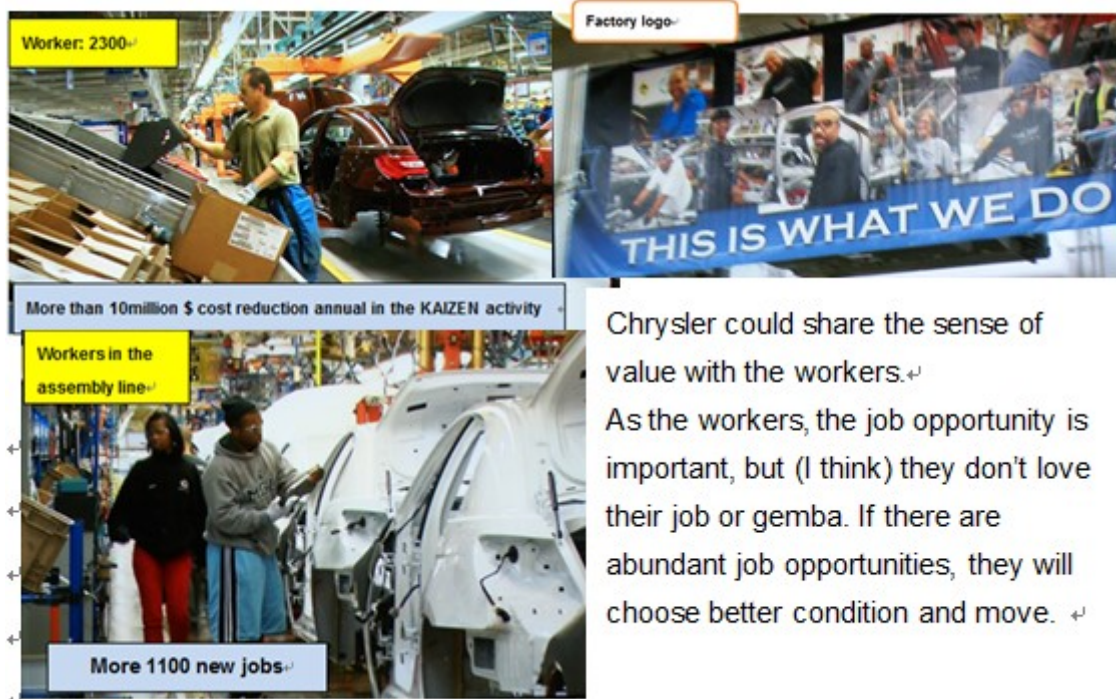 Worker: 2300
Factory logo
THIS IS WHAT WE DO
More than 10million $ cost reduction annual in the KAIZEN activity
Workers in the
assembly line
More 1100 new jobs
Chrysler could share the sense of
value with the workers.
As the workers, the job opportunity is
important, but (I think) they don’t love
their job or gemba. If there are
abundant job opportunities, they will
choose better condition and move.